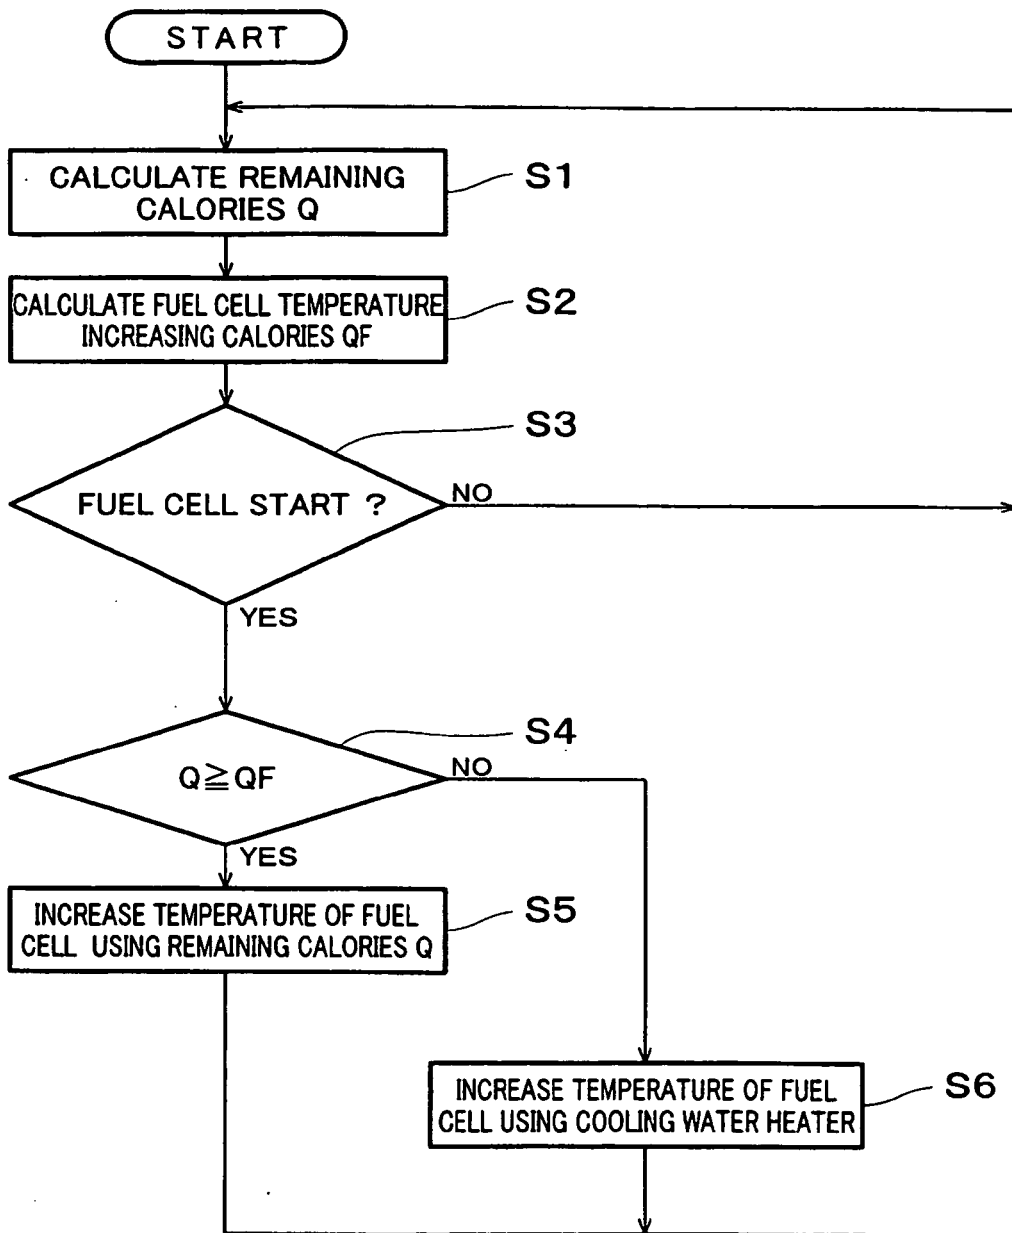 START
CALCULATE REMAINING
CALORIES Q
S1
CALCULATE FUEL CELL TEMPERATURE
INCREASING CALORIES QF
S2
S3
FUEL CELL START ?
NO
YES
S4
Q≧QF
NO
YES
INCREASE TEMPERATURE OF FUEL
CELL USING REMAINING CALORIES Q
S5
INCREASE TEMPERATURE OF FUEL
CELL USING COOLING WATER HEATER
S6